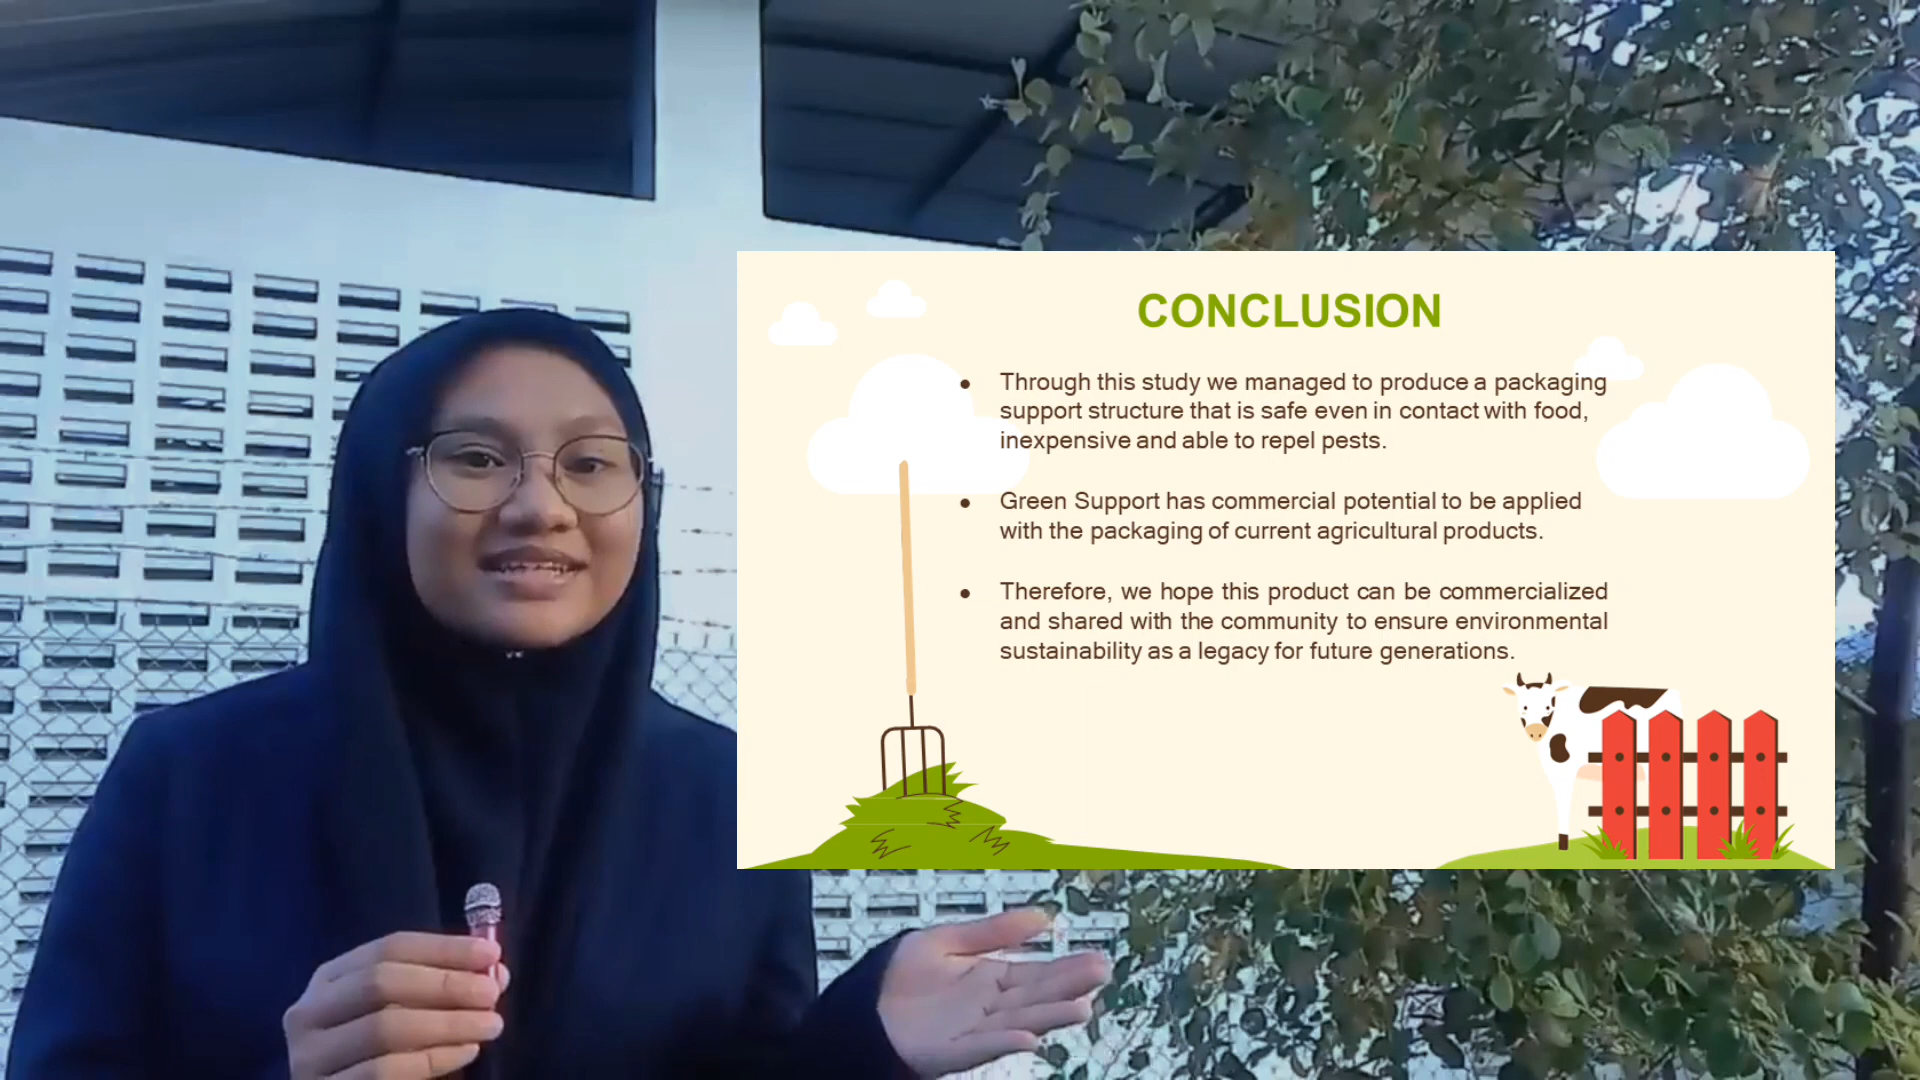 CONCLUSION
● Through this study we managed to produce a packaging
support structure that is safe even in contact with food,
inexpensive and able to repel pests.
● Green Support has commercial potential to be applied
with the packaging of current agricultural products.
● Therefore, we hope this product can be commercialized
and shared with the community to ensure environmental
sustainability as a legacy for future generations.